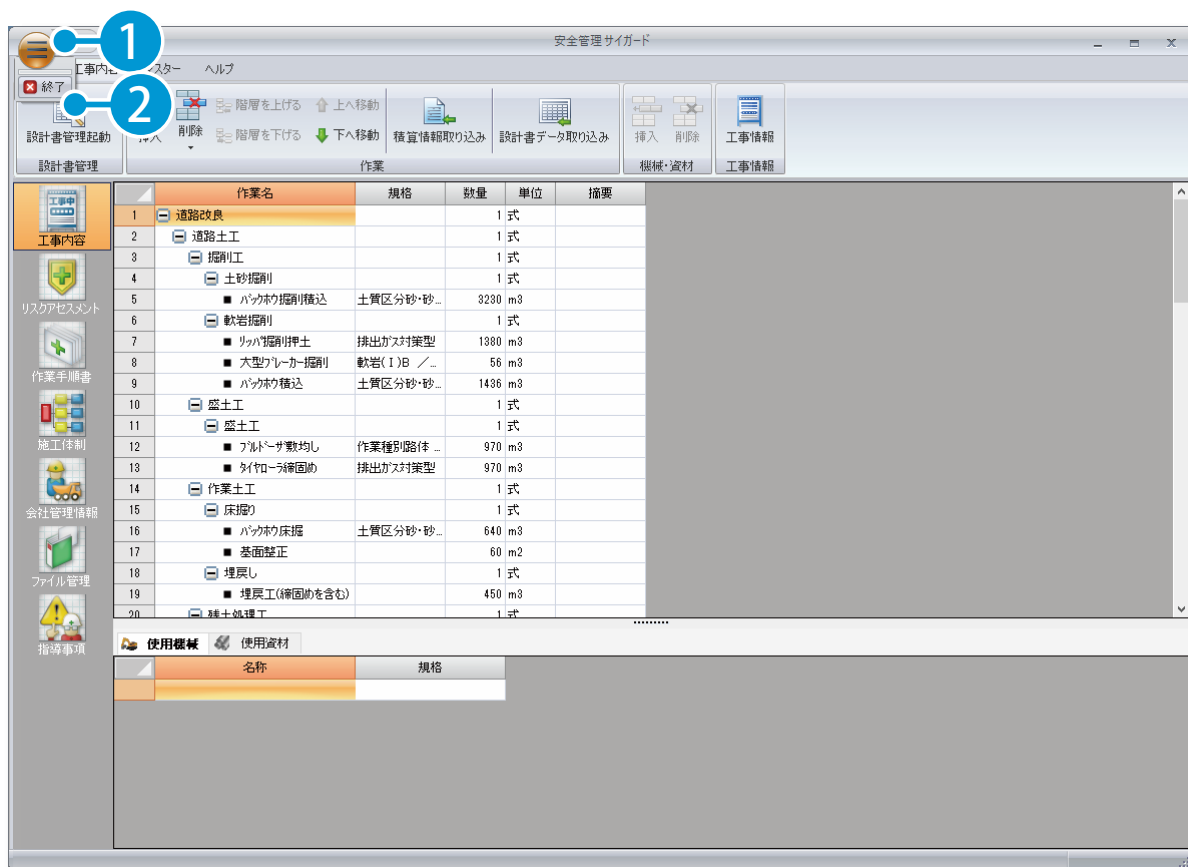 安全管理 サイガード
1
工事内容 マスター ヘルプ
終了
2
設計書管理起動
挿入
削除
階層を上げる
上へ移動
階層を下げる
下へ移動
積算情報取り込み
設計書データ取り込み
挿入
削除
工事情報
設計書管理
作業
機械・資材
工事情報
工事内容
リスクアセスメント
作業手順書
施工体制
会社管理情報
ファイル管理
指導事項
作業名 規格 数量 単位 摘要
1 道路改良 1 式
2 道路土工 1 式
3 掘削工 1 式
4 土砂掘削 1 式
5 ■ バックホウ掘削積込 土質区分砂・砂... 3230 m3
6 軟岩掘削 1 式
7 ■ リッパ掘削押土 排出ガス対策型 1380 m3
8 ■ 大型ブレーカー掘削 軟岩(Ⅰ)B ／... 56 m3
9 ■ バックホウ積込 土質区分砂・砂... 1436 m3
10 盛土工 1 式
11 盛土工 1 式
12 ■ ブルドーザ敷均し 作業種別路体 ... 970 m3
13 ■ タイヤローラ締固め 排出ガス対策型 970 m3
14 作業土工 1 式
15 床掘り 1 式
16 ■ バックホウ床掘 土質区分砂・砂... 640 m3
17 ■ 基面整正 60 m2
18 埋戻し 1 式
19 ■ 埋戻工(締固めを含む) 450 m3
20 残土処理工 1 式
使用機械 使用資材
名称 規格